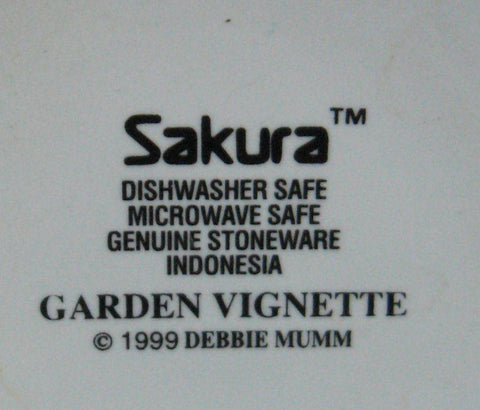 Sakura™
DISHWASHER SAFE
MICROWAVE SAFE
GENUINE STONEWARE
INDONESIA
GARDEN VIGNETTE
© 1999 DEBBIE MUMM